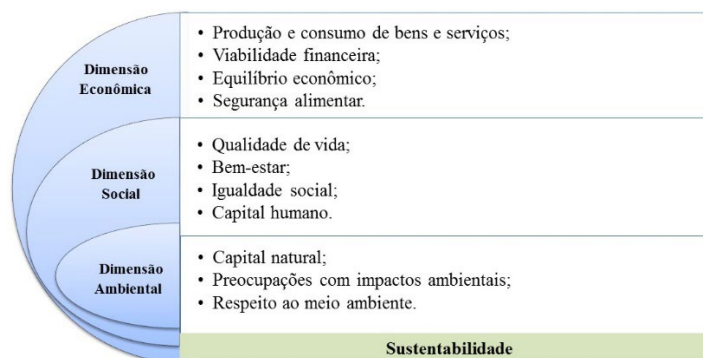 Dimensão
Econômica
• Produção e consumo de bens e serviços;
• Viabilidade financeira;
• Equilíbrio econômico;
• Segurança alimentar.
Dimensão
Social
• Qualidade de vida;
• Bem-estar;
• Igualdade social;
• Capital humano.
Dimensão
Ambiental
• Capital natural;
• Preocupações com impactos ambientais;
• Respeito ao meio ambiente.
Sustentabilidade